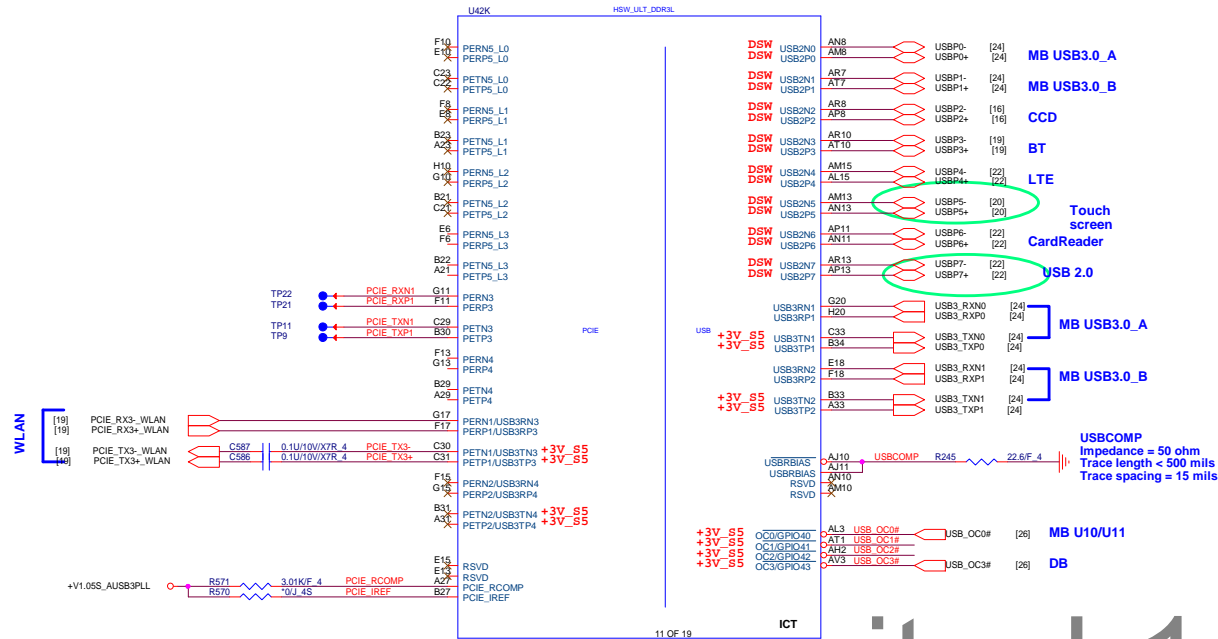 U42K
HSW_ULT_DDR3L
F10 PERN5_L0
E10 PERP5_L0
C23 PETN5_L0
C22 PETP5_L0
F8 PERN5_L1
E8 PERP5_L1
B23 PETN5_L1
A23 PETP5_L1
H10 PERN5_L2
G10 PERP5_L2
B21 PETN5_L2
C21 PETP5_L2
E6 PERN5_L3
F6 PERP5_L3
B22 PETN5_L3
A21 PETP5_L3
TP22 PCIE_RXN1 G11 PERN3
TP21 PCIE_RXP1 F11 PERP3
TP11 PCIE_TXN1 C29 PETN3
TP9 PCIE_TXP1 B30 PETP3
F13 PERN4
G13 PERP4
B29 PETN4
A29 PETP4
WLAN
[19] PCIE_RX3-_WLAN G17 PERN1/USB3RN3
[19] PCIE_RX3+_WLAN F17 PERP1/USB3RP3
[19] PCIE_TX3-_WLAN C587 0.1U/10V/X7R_4 PCIE_TX3- C30 PETN1/USB3TN3 +3V_S5
[19] PCIE_TX3+_WLAN C586 0.1U/10V/X7R_4 PCIE_TX3+ C31 PETP1/USB3TP3 +3V_S5
F15 PERN2/USB3RN4
G15 PERP2/USB3RP4
B31 PETN2/USB3TN4 +3V_S5
A31 PETP2/USB3TP4 +3V_S5
E15 RSVD
E13 RSVD
+V1.05S_AUSB3PLL
R571 3.01K/F_4 PCIE_RCOMP A27 PCIE_RCOMP
R570 *0/J_4S PCIE_IREF B27 PCIE_IREF
PCIE
USB
DSW USB2N0 AN8 USBP0- [24]
DSW USB2P0 AM8 USBP0+ [24]
MB USB3.0_A
DSW USB2N1 AR7 USBP1- [24]
DSW USB2P1 AT7 USBP1+ [24]
MB USB3.0_B
DSW USB2N2 AR8 USBP2- [16]
DSW USB2P2 AP8 USBP2+ [16]
CCD
DSW USB2N3 AR10 USBP3- [19]
DSW USB2P3 AT10 USBP3+ [19]
BT
DSW USB2N4 AM15 USBP4- [22]
DSW USB2P4 AL15 USBP4+ [22]
LTE
DSW USB2N5 AM13 USBP5- [20]
DSW USB2P5 AN13 USBP5+ [20]
Touch
screen
DSW USB2N6 AP11 USBP6- [22]
DSW USB2P6 AN11 USBP6+ [22]
CardReader
DSW USB2N7 AR13 USBP7- [22]
DSW USB2P7 AP13 USBP7+ [22]
USB 2.0
USB3RN1 G20 USB3_RXN0 [24]
USB3RP1 H20 USB3_RXP0 [24]
MB USB3.0_A
+3V_S5 USB3TN1 C33 USB3_TXN0 [24]
+3V_S5 USB3TP1 B34 USB3_TXP0 [24]
USB3RN2 E18 USB3_RXN1 [24]
USB3RP2 F18 USB3_RXP1 [24]
MB USB3.0_B
+3V_S5 USB3TN2 B33 USB3_TXN1 [24]
+3V_S5 USB3TP2 A33 USB3_TXP1 [24]
USBCOMP
Impedance = 50 ohm
Trace length < 500 mils
Trace spacing = 15 mils
USBRBIAS AJ10 USBCOMP R245 22.6/F_4
USBRBIAS AJ11
RSVD AN10
RSVD AM10
+3V_S5 OC0/GPIO40 AL3 USB_OC0# USB_OC0# [26] MB U10/U11
+3V_S5 OC1/GPIO41 AT1 USB_OC1#
+3V_S5 OC2/GPIO42 AH2 USB_OC2#
+3V_S5 OC3/GPIO43 AV3 USB_OC3# USB_OC3# [26] DB
ICT
11 OF 19